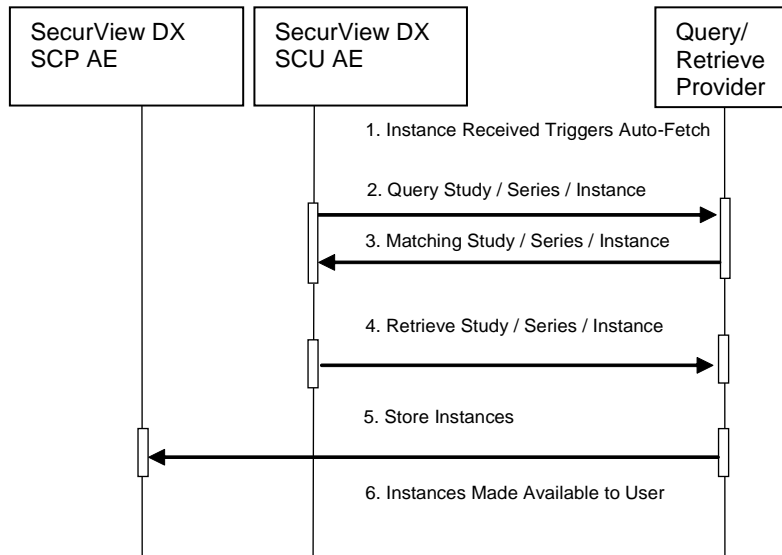 SecurView DX
SCP AE
SecurView DX
SCU AE
Query/
Retrieve
Provider
1. Instance Received Triggers Auto-Fetch
2. Query Study / Series / Instance
3. Matching Study / Series / Instance
4. Retrieve Study / Series / Instance
5. Store Instances
6. Instances Made Available to User